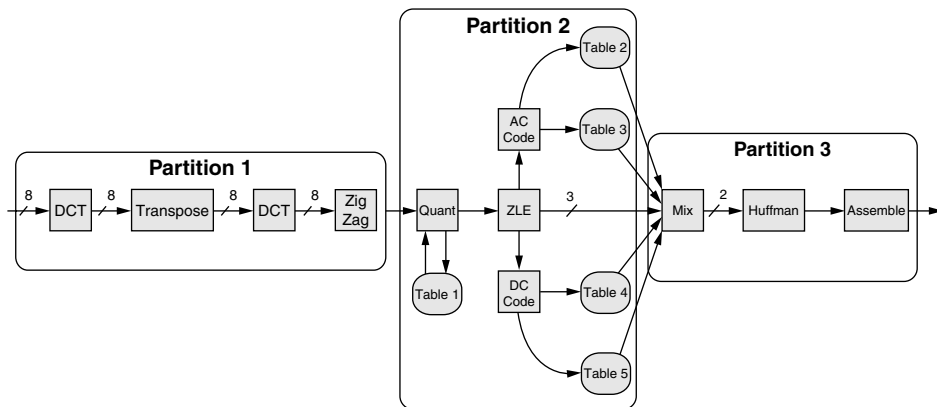 Partition 2
Table 2
AC
Code
Table 3
Partition 1
Partition 3
8
8
8
8
3
2
DCT
Transpose
DCT
Zig
Zag
Quant
ZLE
Mix
Huffman
Assemble
Table 1
DC
Code
Table 4
Table 5